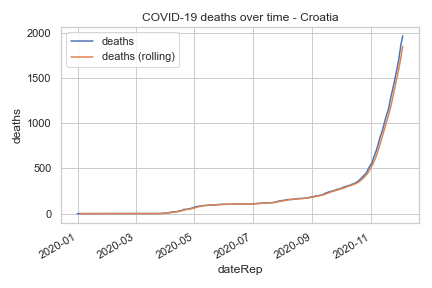 COVID-19 deaths over time - Croatia
deaths
deaths (rolling)
2000
1500
1000
500
0
deaths
2020-01
2020-03
2020-05
2020-07
2020-09
2020-11
dateRep